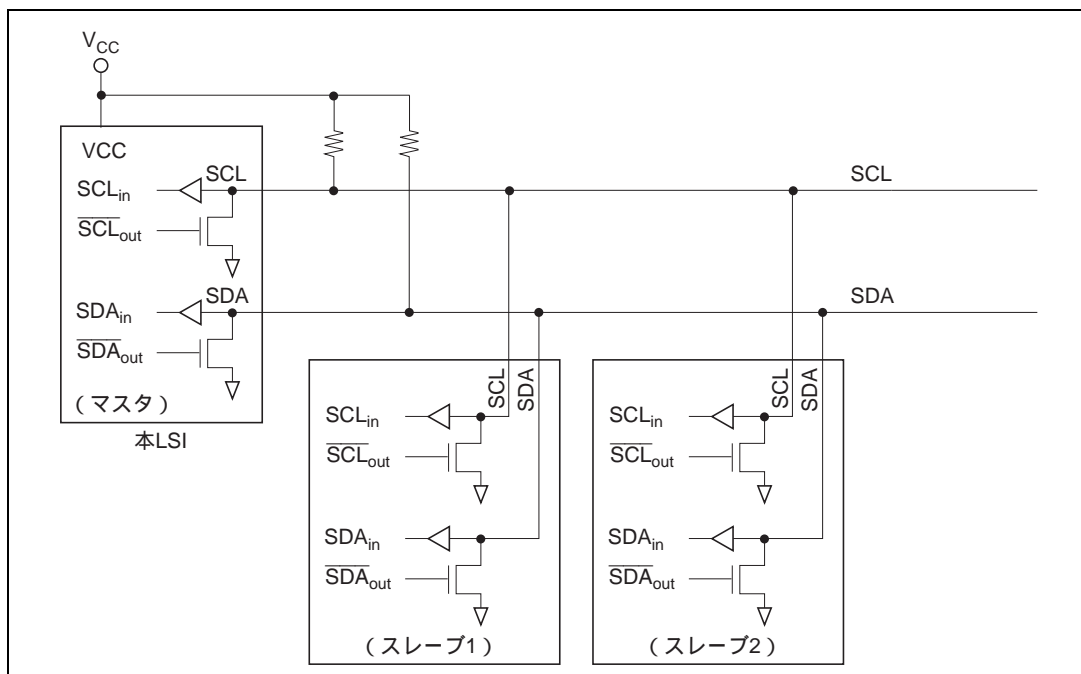 VCC
VCC
SCL
SCLin
SCLout
SDA
SDAin
SDAout
(マスタ)
本LSI
SCL
SDA
SCL
SDA
SCLin
SCLout
SDAin
SDAout
(スレーブ1)
SCL
SDA
SCLin
SCLout
SDAin
SDAout
(スレーブ2)